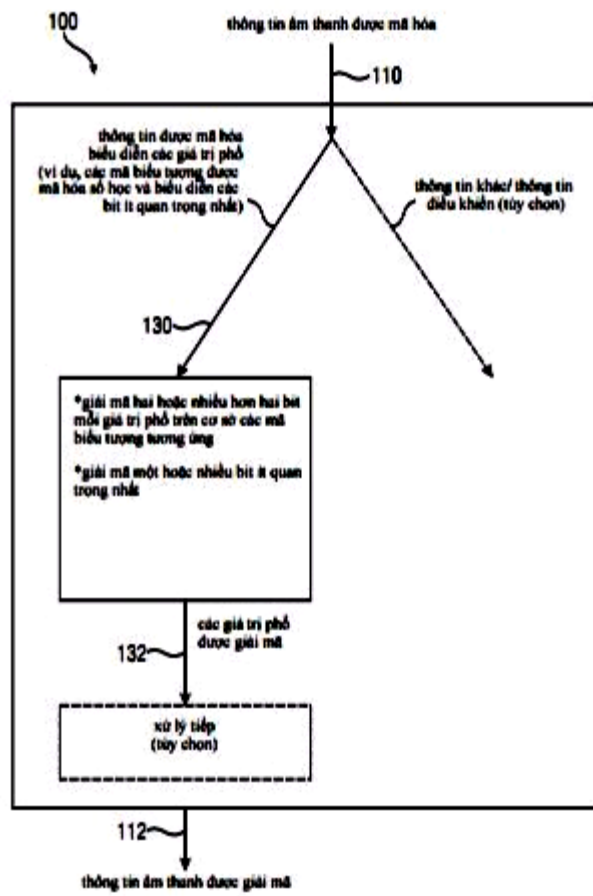 thông tin âm thanh được mã hóa
100
110
thông tin được mã hóa
biểu diễn các giá trị phổ
(ví dụ, các mã biểu tượng được
mã hóa số học và biểu diễn các
bit ít quan trọng nhất)
thông tin khác/ thông tin
điều khiển (tùy chọn)
130
*giải mã hai hoặc nhiều hơn hai bit
mỗi giá trị phổ trên cơ sở các mã
biểu tượng tương ứng
*giải mã một hoặc nhiều bit ít quan
trọng nhất
các giá trị phổ
được giải mã
132
xử lý tiếp
(tùy chọn)
112
thông tin âm thanh được giải mã